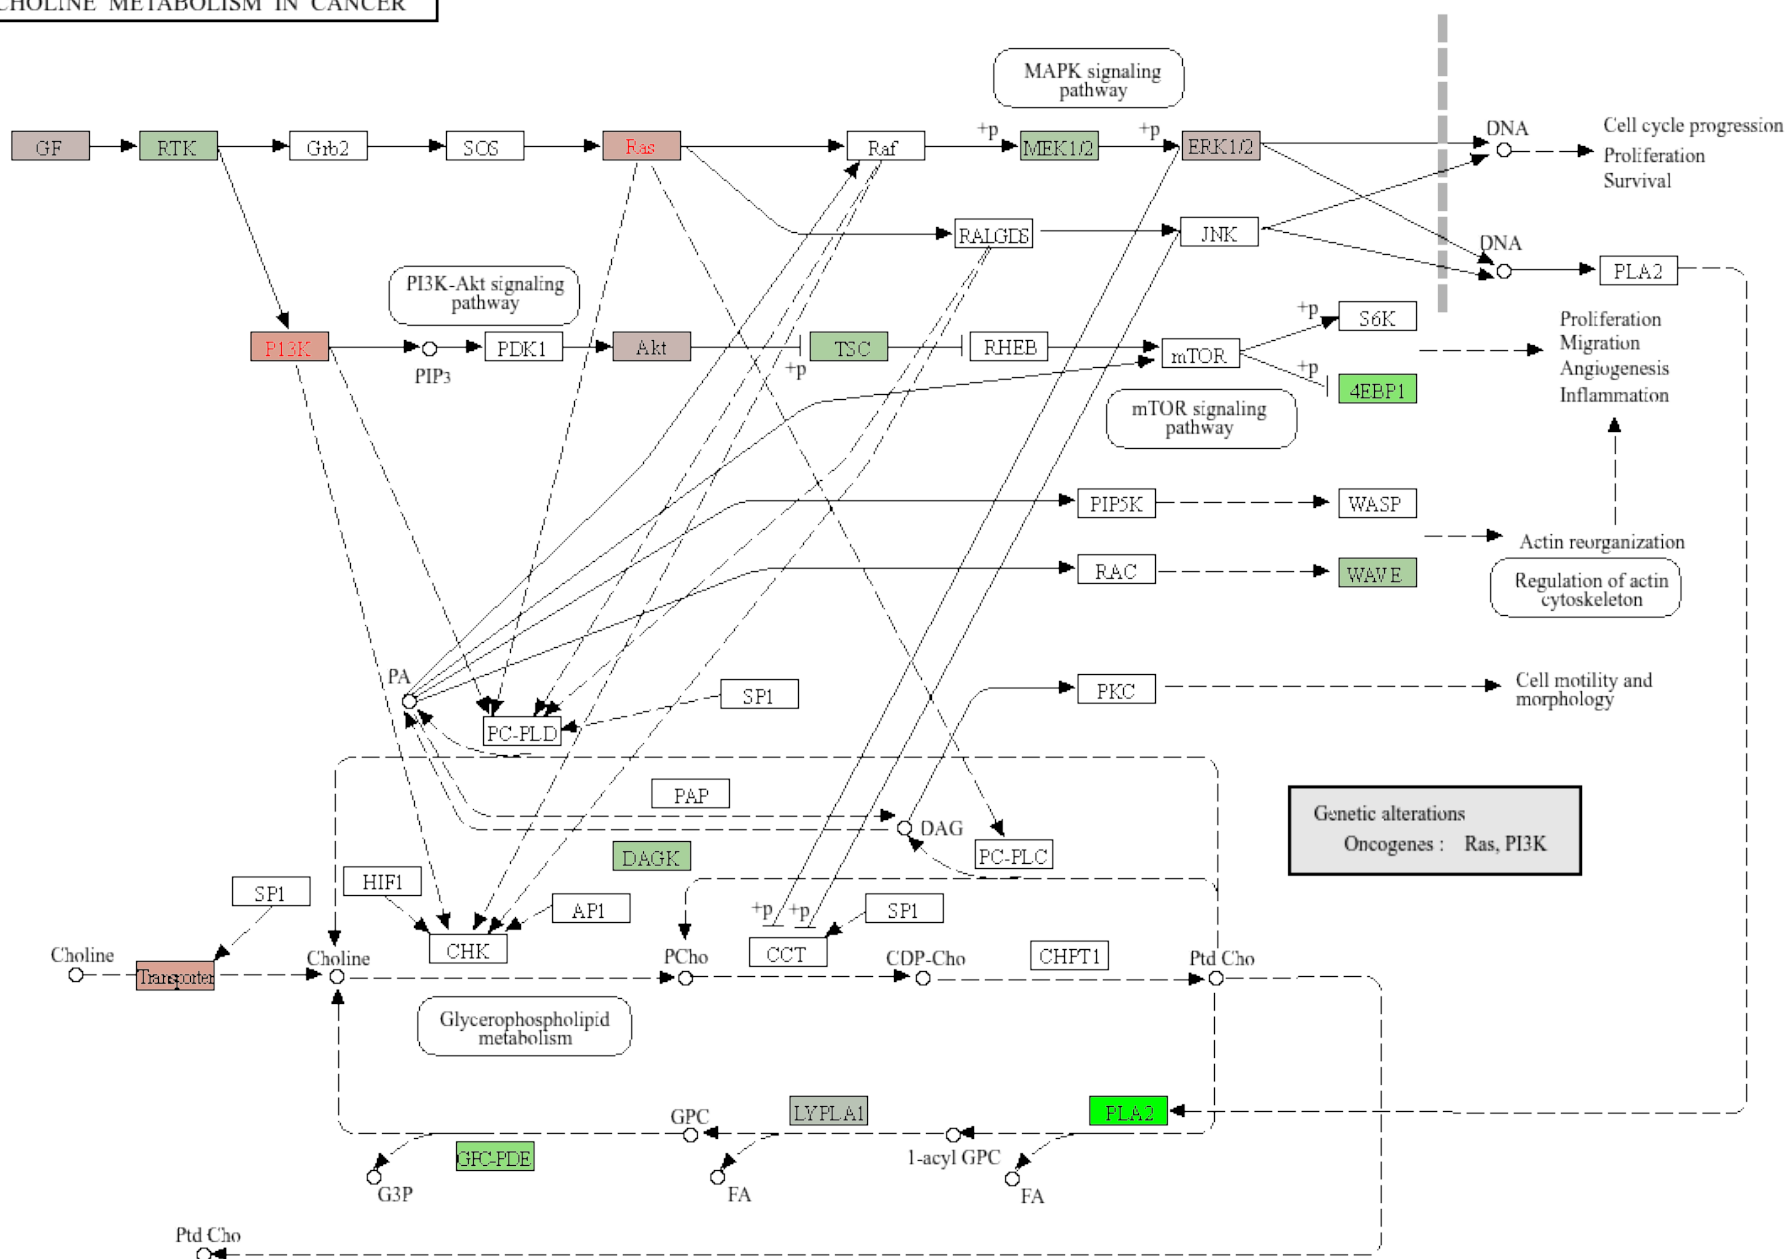 CHOLINE METABOLISM IN CANCER
MAPK signaling
pathway
GF
RTK
Grb2
SOS
Ras
Raf
+p
MEK1/2
+p
ERK1/2
DNA
Cell cycle progression
Proliferation
Survival
RALGDS
JNK
DNA
PLA2
PI3K-Akt signaling
pathway
P13K
PIP3
PDK1
Akt
+p
TSC
RHEB
mTOR
+p
S6K
+p
4EBP1
Proliferation
Migration
Angiogenesis
Inflammation
mTOR signaling
pathway
PIP5K
WASP
Actin reorganization
RAC
WAVE
Regulation of actin
cytoskeleton
PA
SP1
PKC
Cell motility and
morphology
PC-PLD
PAP
DAG
DAGK
PC-PLC
Genetic alterations
Oncogenes : Ras, PI3K
SP1
HIF1
AP1
+p
+p
SP1
Choline
Transporter
Choline
CHK
PCho
CCT
CDP-Cho
CHPT1
Ptd Cho
Glycerophospholipid
metabolism
GPC
LYPLA1
PLA2
GPC-PDE
1-acyl GPC
G3P
FA
FA
Ptd Cho